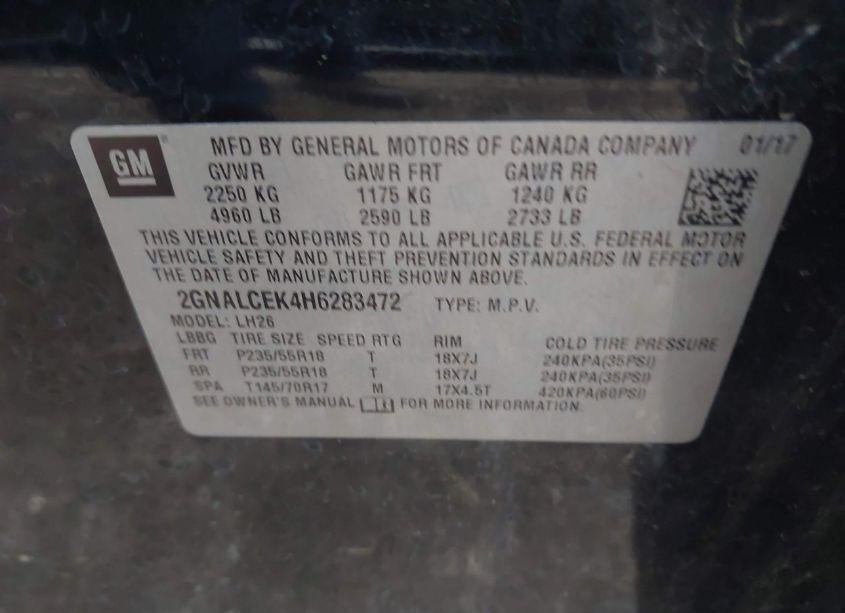 GM MFD BY GENERAL MOTORS OF CANADA COMPANY 01/17
GVWR GAWR FRT GAWR RR
2250 KG 1175 KG 1240 KG
4960 LB 2590 LB 2733 LB
THIS VEHICLE CONFORMS TO ALL APPLICABLE U.S. FEDERAL MOTOR
VEHICLE SAFETY AND THEFT PREVENTION STANDARDS IN EFFECT ON
THE DATE OF MANUFACTURE SHOWN ABOVE.
2GNALCEK4H6283472 TYPE: M.P.V.
MODEL: LH26
LBBG TIRE SIZE SPEED RTG RIM COLD TIRE PRESSURE
FRT P235/55R18 T 18X7J 240KPA(35PSI)
RR P235/55R18 T 18X7J 240KPA(35PSI)
SPA T145/70R17 M 17X4.5T 420KPA(60PSI)
SEE OWNER'S MANUAL FOR MORE INFORMATION.